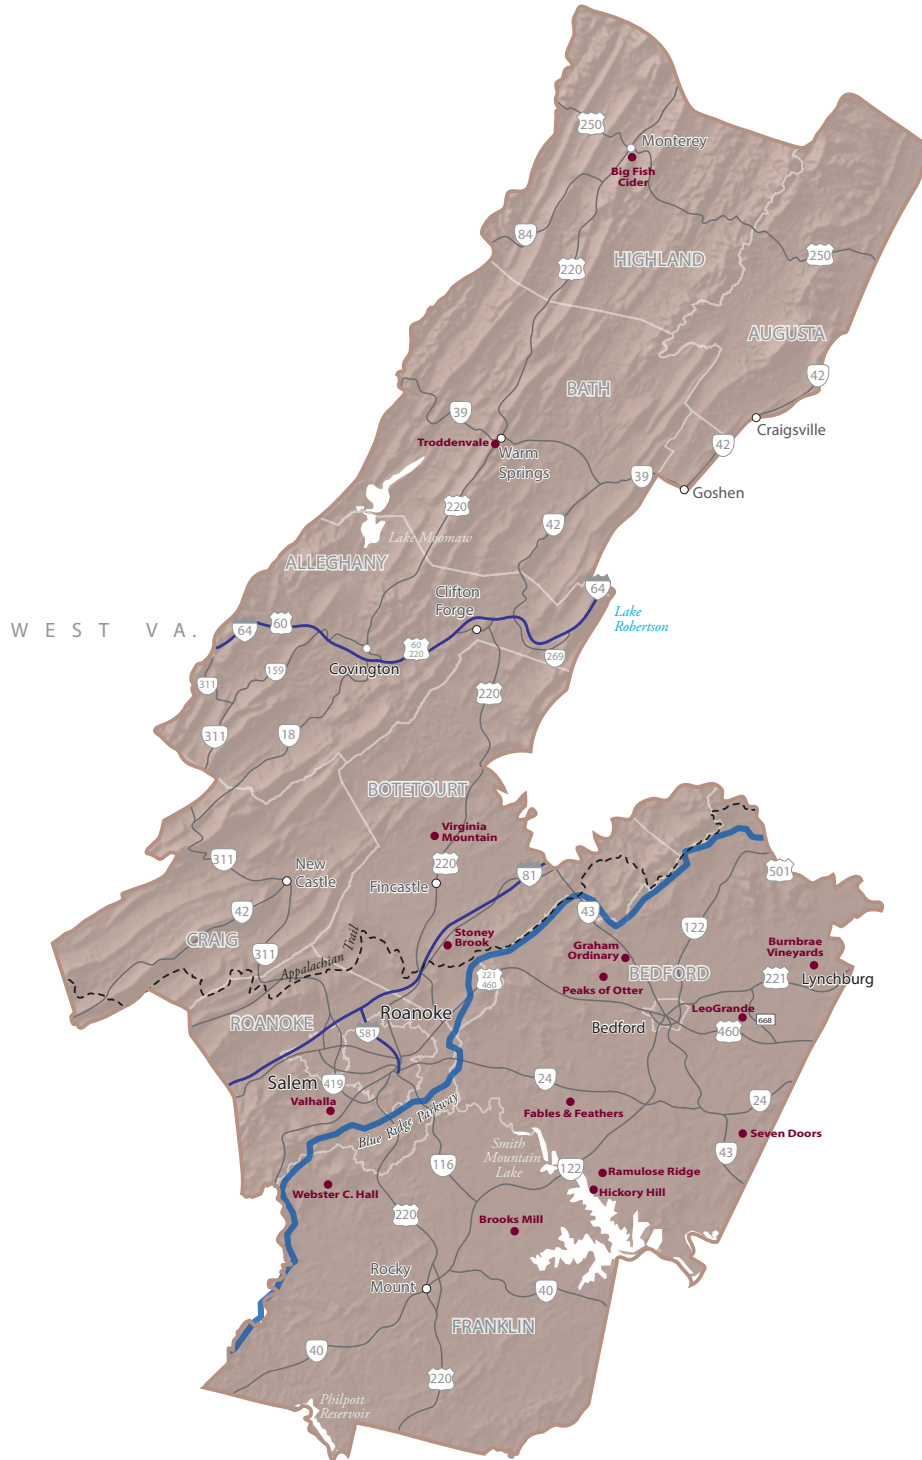 250
Monterey
Big Fish
Cider
84
HIGHLAND
250
220
AUGUSTA
42
BATH
39
Craigsville
Troddenvale
Warm
Springs
42
39
Goshen
220
42
Lake Moomaw
ALLEGHANY
Clifton
Forge
64
Lake
Robertson
WEST VA.
64
60
60
220
269
Covington
159
311
220
311
18
BOTETOURT
Virginia
Mountain
311
New
Castle
220
Fincastle
81
501
42
43
122
CRAIG
Stoney
Brook
Graham
Ordinary
Burnbrae
Vineyards
311
Appalachian Trail
221
460
BEDFORD
Peaks of Otter
221
Lynchburg
ROANOKE
Roanoke
LeoGrande
668
581
Bedford
460
Salem
419
24
Valhalla
Fables & Feathers
24
Blue Ridge Parkway
Seven Doors
Smith
Mountain
Lake
43
116
122
Ramulose Ridge
Webster C. Hall
Hickory Hill
220
Brooks Mill
Rocky
Mount
40
FRANKLIN
40
220
Philpott
Reservoir